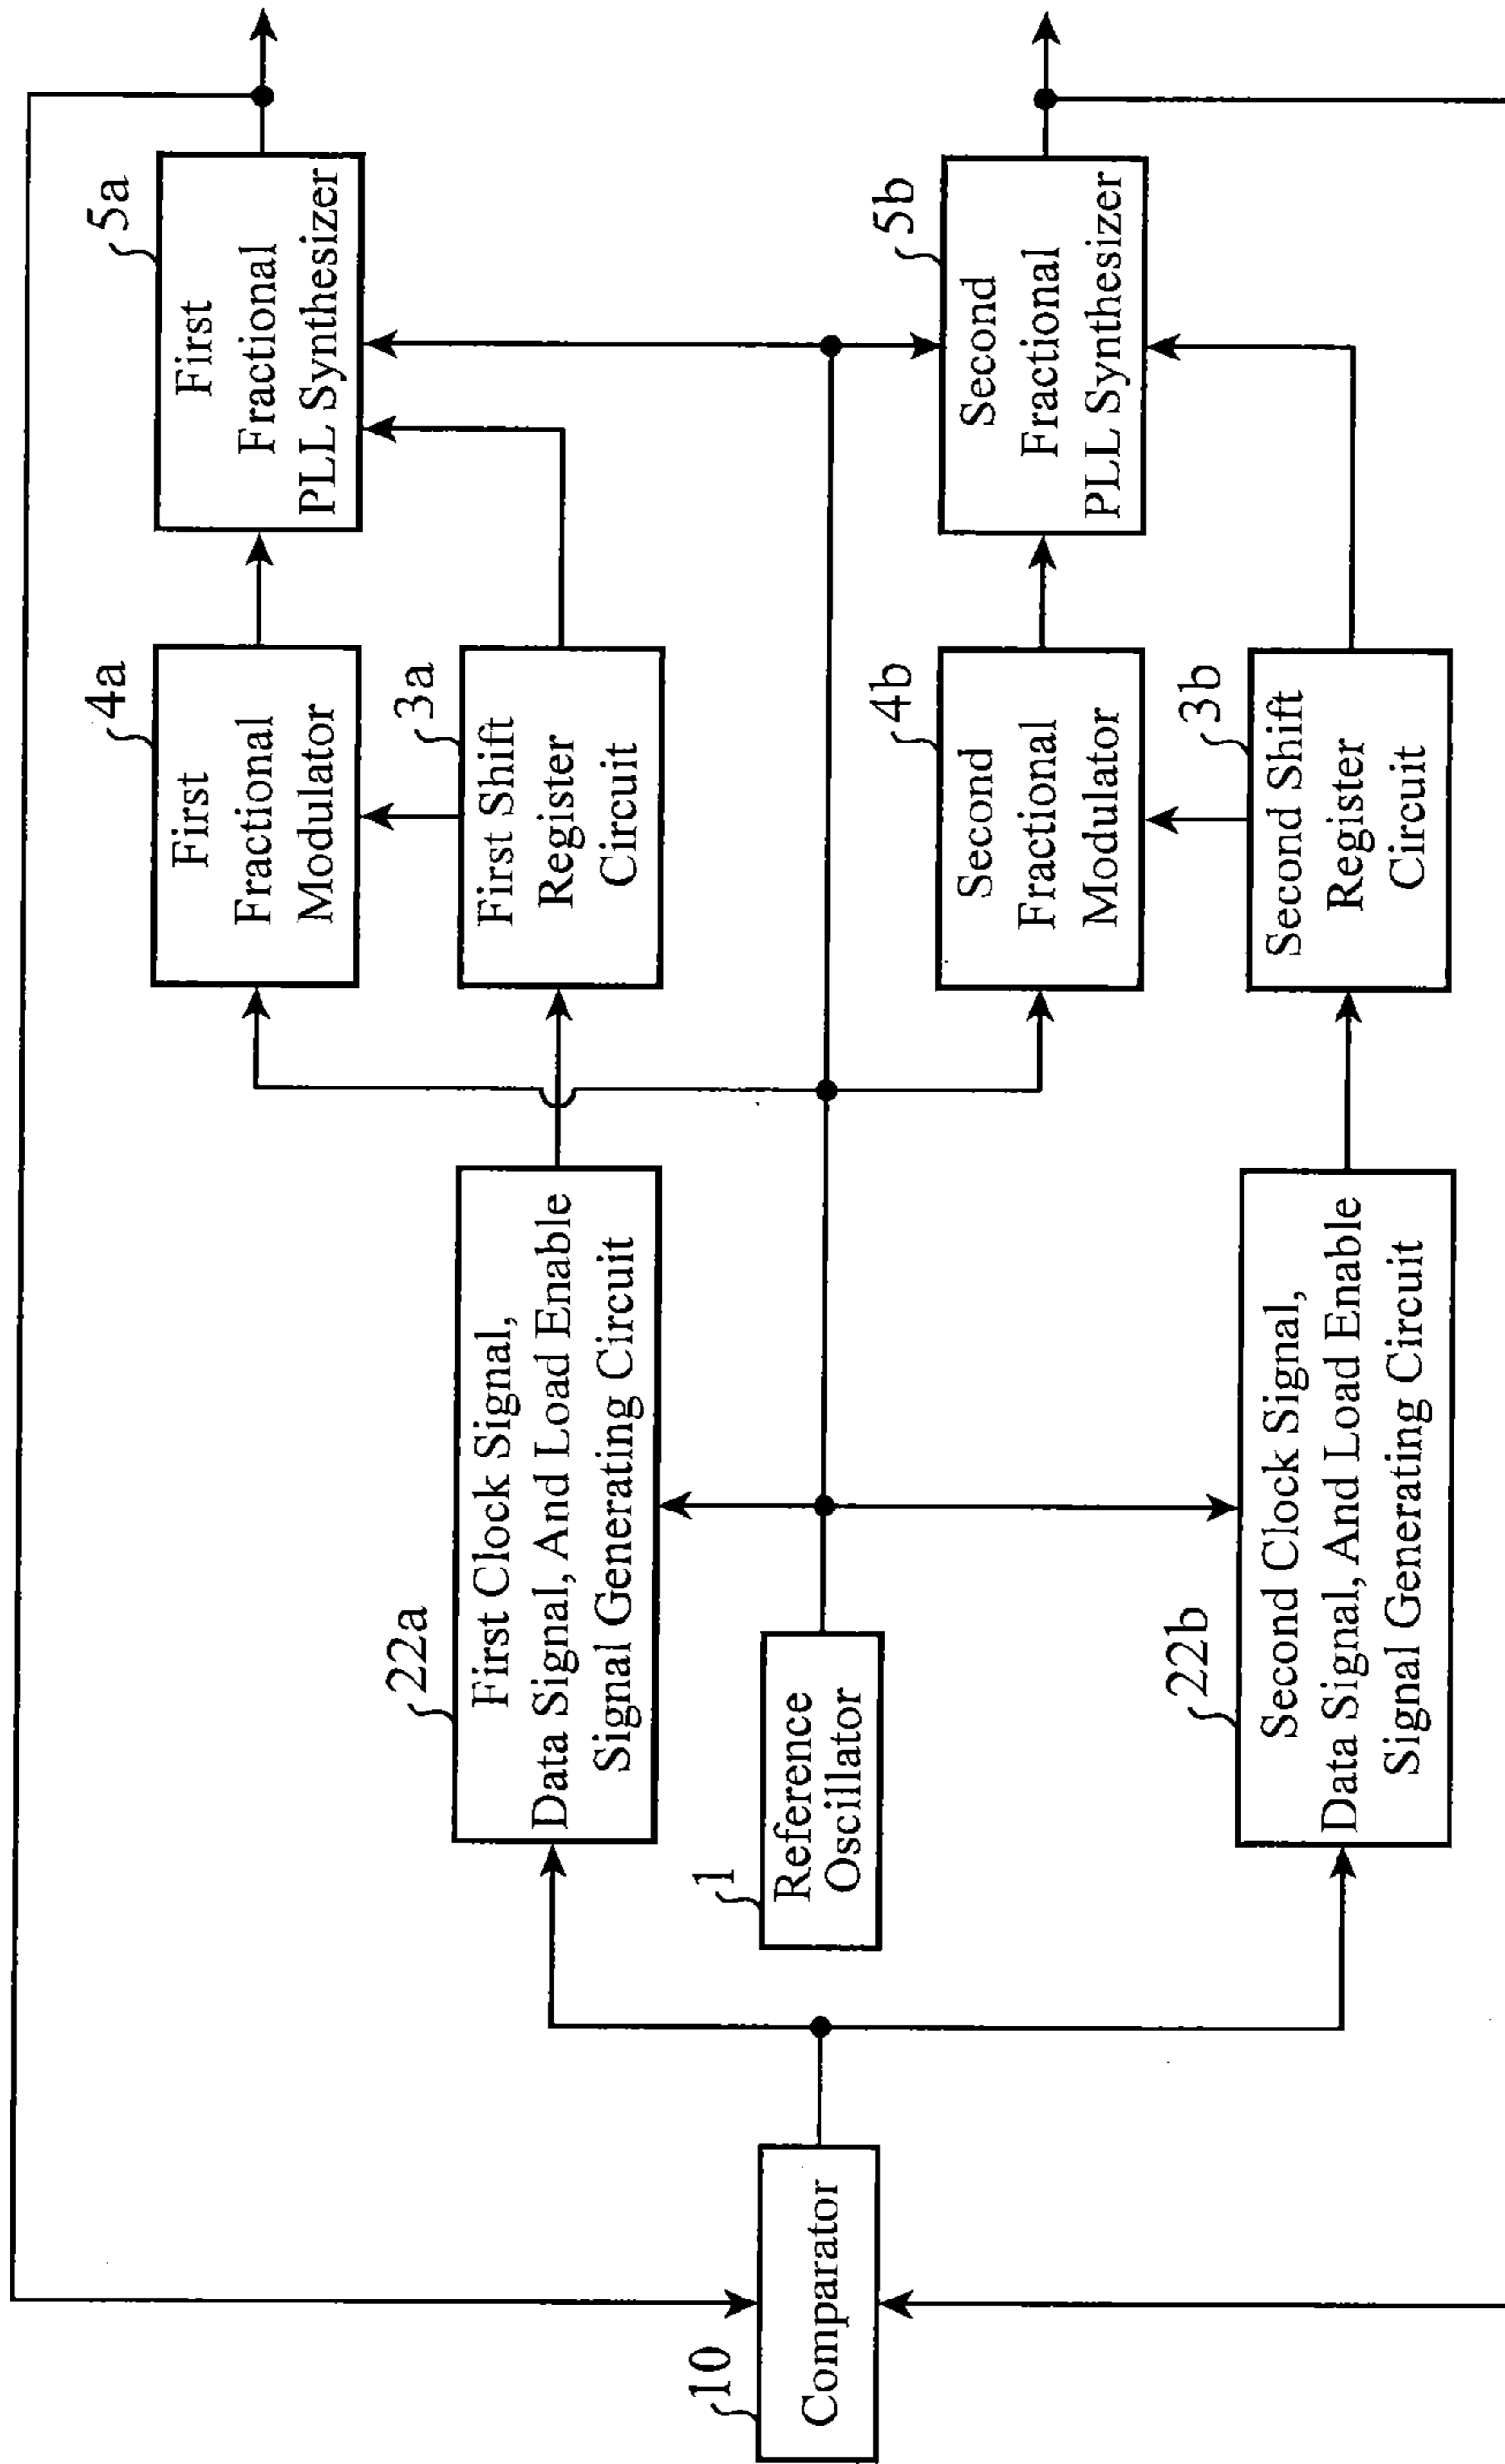 10
Comparator
1
Reference
Oscillator
22a
First Clock Signal,
Data Signal, And Load Enable
Signal Generating Circuit
22b
Second Clock Signal,
Data Signal, And Load Enable
Signal Generating Circuit
4a
First
Fractional
Modulator
3a
First Shift
Register
Circuit
4b
Second
Fractional
Modulator
3b
Second Shift
Register
Circuit
5a
First
Fractional
PLL Synthesizer
5b
Second
Fractional
PLL Synthesizer